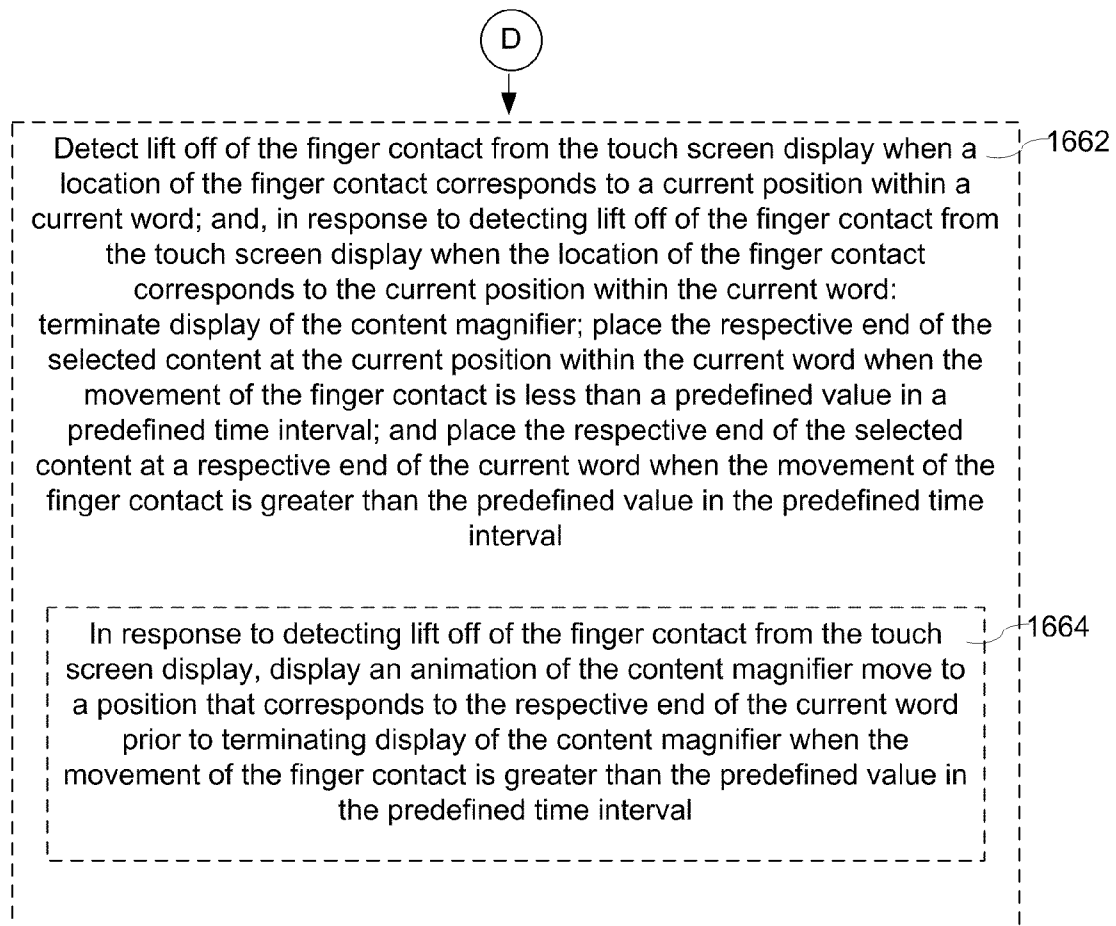 D
Detect lift off of the finger contact from the touch screen display when a
1662
location of the finger contact corresponds to a current position within a
current word; and, in response to detecting lift off of the finger contact from
the touch screen display when the location of the finger contact
corresponds to the current position within the current word:
terminate display of the content magnifier; place the respective end of the
selected content at the current position within the current word when the
movement of the finger contact is less than a predefined value in a
predefined time interval; and place the respective end of the selected
content at a respective end of the current word when the movement of the
finger contact is greater than the predefined value in the predefined time
interval
In response to detecting lift off of the finger contact from the touch
1664
screen display, display an animation of the content magnifier move to
a position that corresponds to the respective end of the current word
prior to terminating display of the content magnifier when the
movement of the finger contact is greater than the predefined value in
the predefined time interval